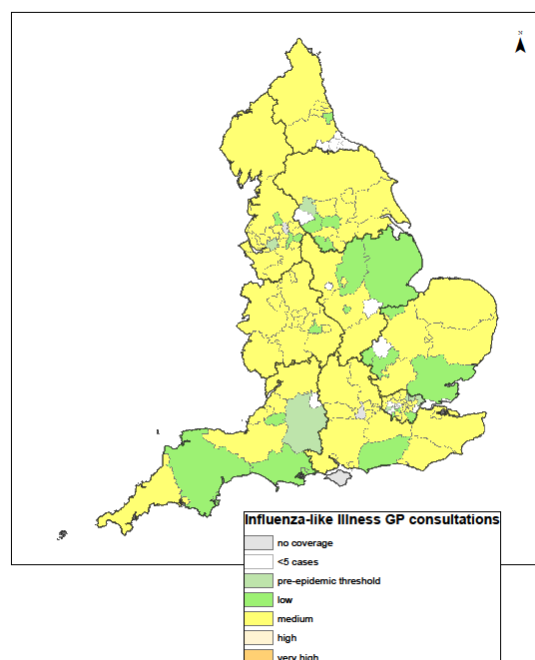 N
Influenza-like Illness GP consultations
no coverage
<5 cases
pre-epidemic threshold
low
medium
high
very high